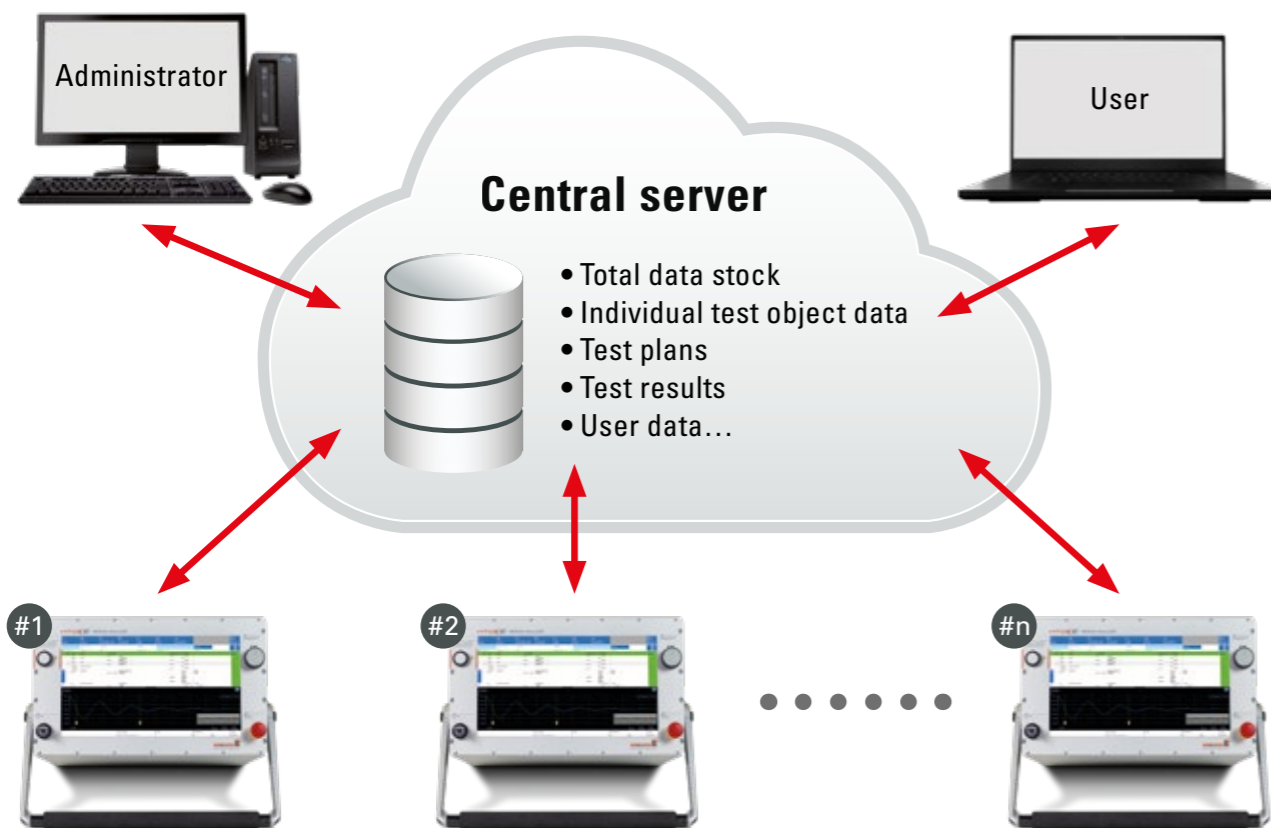 Administrator
User
Central server
• Total data stock
• Individual test object data
• Test plans
• Test results
• User data…
#1
#2
#n